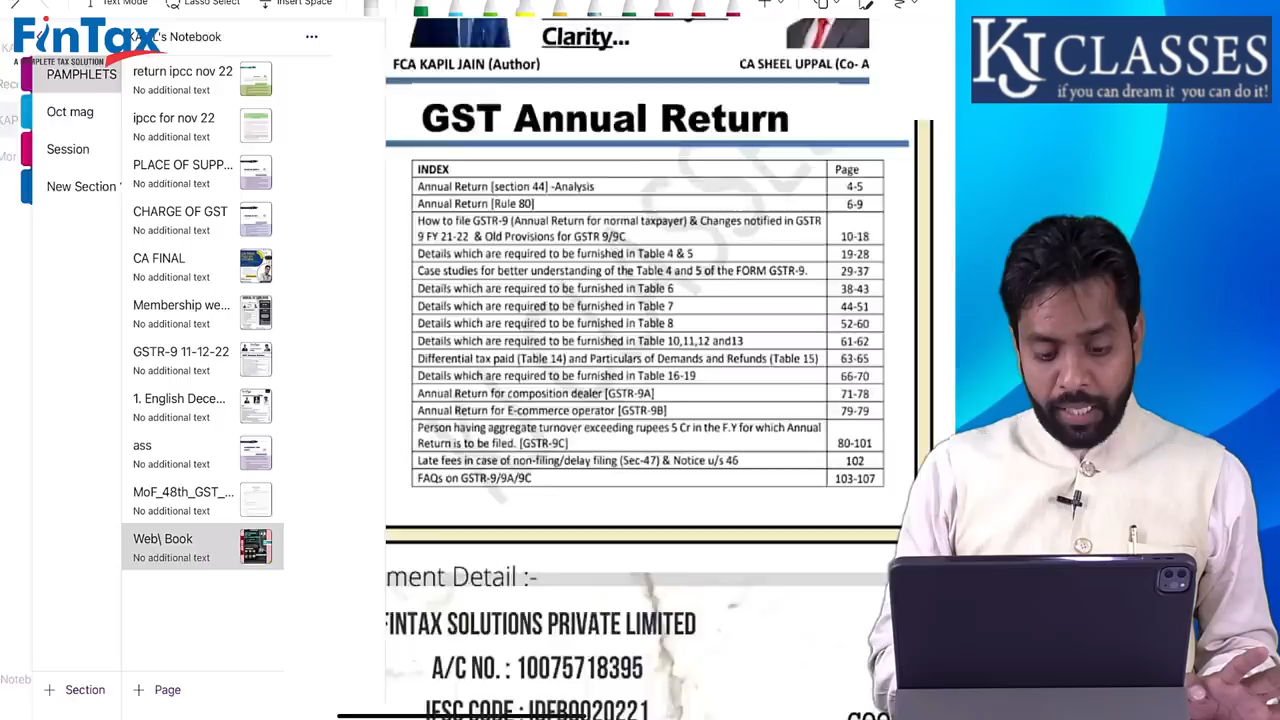 Text Mode
Lasso Select
Insert Space
FinTax
A COMPLETE TAX SOLUTION
's Notebook
PAMPHLETS
Oct mag
Session
New Section
return ipcc nov 22
No additional text
ipcc for nov 22
No additional text
PLACE OF SUPP...
No additional text
CHARGE OF GST
No additional text
CA FINAL
No additional text
Membership we...
No additional text
GSTR-9 11-12-22
No additional text
1. English Dece...
No additional text
ass
No additional text
MoF_48th_GST_...
No additional text
Web\ Book
No additional text
+ Section
+ Page
Clarity...
FCA KAPIL JAIN (Author)
CA SHEEL UPPAL (Co- A
GST Annual Return
INDEX Page
Annual Return [section 44] -Analysis 4-5
Annual Return [Rule 80] 6-9
How to file GSTR-9 (Annual Return for normal taxpayer) & Changes notified in GSTR
9 FY 21-22 & Old Provisions for GSTR 9/9C 10-18
Details which are required to be furnished in Table 4 & 5 19-28
Case studies for better understanding of the Table 4 and 5 of the FORM GSTR-9. 29-37
Details which are required to be furnished in Table 6 38-43
Details which are required to be furnished in Table 7 44-51
Details which are required to be furnished in Table 8 52-60
Details which are required to be furnished in Table 10,11,12 and13 61-62
Differential tax paid (Table 14) and Particulars of Demands and Refunds (Table 15) 63-65
Details which are required to be furnished in Table 16-19 66-70
Annual Return for composition dealer [GSTR-9A] 71-78
Annual Return for E-commerce operator [GSTR-9B] 79-79
Person having aggregate turnover exceeding rupees 5 Cr in the F.Y for which Annual
Return is to be filed. [GSTR-9C] 80-101
Late fees in case of non-filing/delay filing (Sec-47) & Notice u/s 46 102
FAQs on GSTR-9/9A/9C 103-107
ment Detail :-
FINTAX SOLUTIONS PRIVATE LIMITED
A/C NO. : 10075718395
IFSC CODE : IDFB0020221
KJ CLASSES
if you can dream it you can do it!